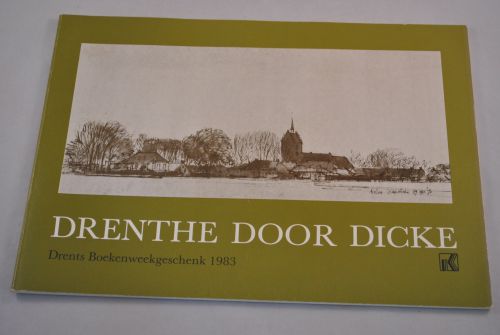 DRENTHE DOOR DICKE
Drents Boekenweekgeschenk 1983